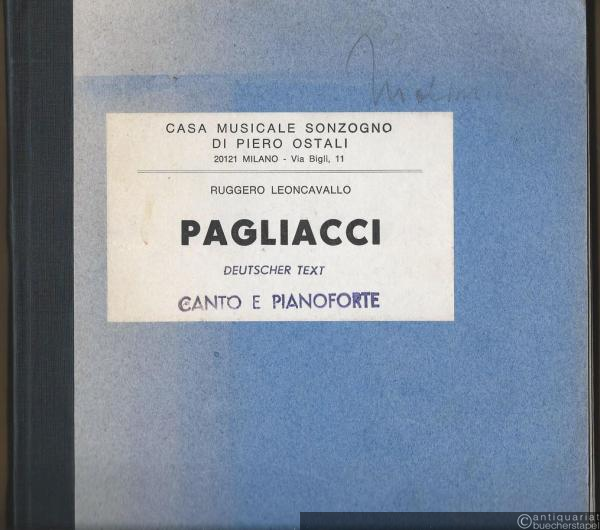 CASA MUSICALE SONZOGNO
DI PIERO OSTALI
20121 MILANO - Via Bigli, 11
RUGGERO LEONCAVALLO
PAGLIACCI
DEUTSCHER TEXT
CANTO E PIANOFORTE
©antiquariat
buecherstapel